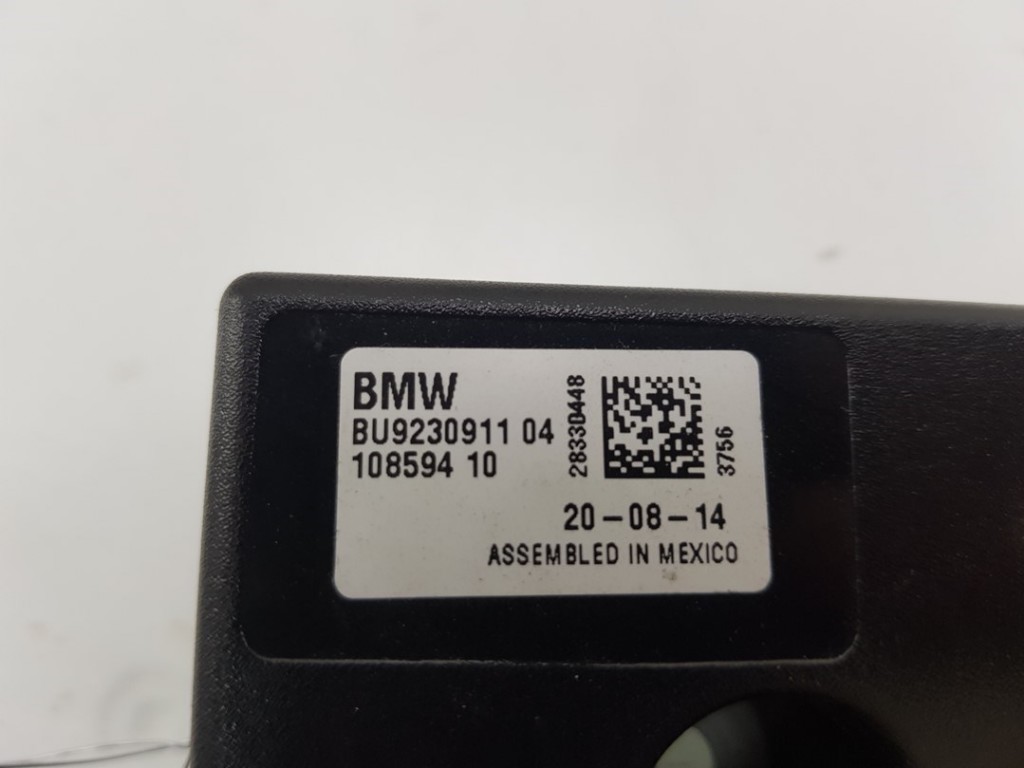 BMW
BU9230911 04
108594 10
28330448
3756
20-08-14
ASSEMBLED IN MEXICO